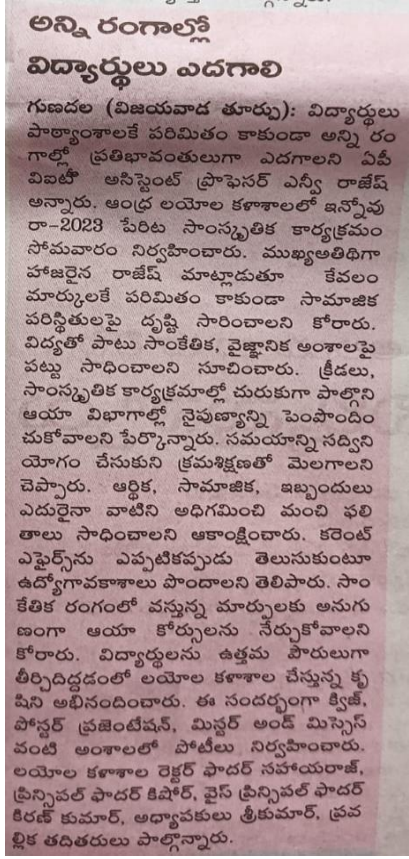 అన్ని రంగాల్లో
విద్యార్థులు ఎదగాలి
గుణదల (విజయవాడ తూర్పు): విద్యార్థులు
పాఠ్యాంశాలకే పరిమితం కాకుండా అన్ని రం
గాల్లో ప్రతిభావంతులుగా ఎదగాలని ఏపీ
విఐటీ అసిస్టెంట్ ప్రొఫెసర్ ఎన్వీ రాజేష్
అన్నారు. ఆంధ్ర లయోల కళాశాలలో ఇన్నోవు
రా-2023 పేరిట సాంస్కృతిక కార్యక్రమం
సోమవారం నిర్వహించారు. ముఖ్యఅతిథిగా
హాజరైన రాజేష్ మాట్లాడుతూ కేవలం
మార్కులకే పరిమితం కాకుండా సామాజిక
పరిస్థితులపై దృష్టి సారించాలని కోరారు.
విద్యతో పాటు సాంకేతిక, వైజ్ఞానిక అంశాలపై
పట్టు సాధించాలని సూచించారు. క్రీడలు,
సాంస్కృతిక కార్యక్రమాల్లో చురుకుగా పాల్గొని
ఆయా విభాగాల్లో నైపుణ్యాన్ని పెంపొందిం
చుకోవాలని పేర్కొన్నారు. సమయాన్ని సద్విని
యోగం చేసుకుని క్రమశిక్షణతో మెలగాలని
చెప్పారు. ఆర్థిక, సామాజిక, ఇబ్బందులు
ఎదురైనా వాటిని అధిగమించి మంచి ఫలి
తాలు సాధించాలని ఆకాంక్షించారు. కరెంట్
ఎఫైర్స్‌ను ఎప్పటికప్పుడు తెలుసుకుంటూ
ఉద్యోగావకాశాలు పొందాలని తెలిపారు. సాం
కేతిక రంగంలో వస్తున్న మార్పులకు అనుగు
ణంగా ఆయా కోర్సులను నేర్చుకోవాలని
కోరారు. విద్యార్థులను ఉత్తమ పౌరులుగా
తీర్చిదిద్దడంలో లయోల కళాశాల చేస్తున్న కృ
షిని అభినందించారు. ఈ సందర్భంగా క్విజ్,
పోస్టర్ ప్రజెంటేషన్, మిస్టర్ అండ్ మిస్సెస్
వంటి అంశాలలో పోటీలు నిర్వహించారు.
లయోల కళాశాల రెక్టర్ ఫాదర్ సహాయరాజ్,
ప్రిన్సిపల్ ఫాదర్ కిషోర్, వైస్ ప్రిన్సిపల్ ఫాదర్
కిరణ్ కుమార్, అధ్యాపకులు శ్రీకుమార్, ప్రవ
ల్లిక తదితరులు పాల్గొన్నారు.